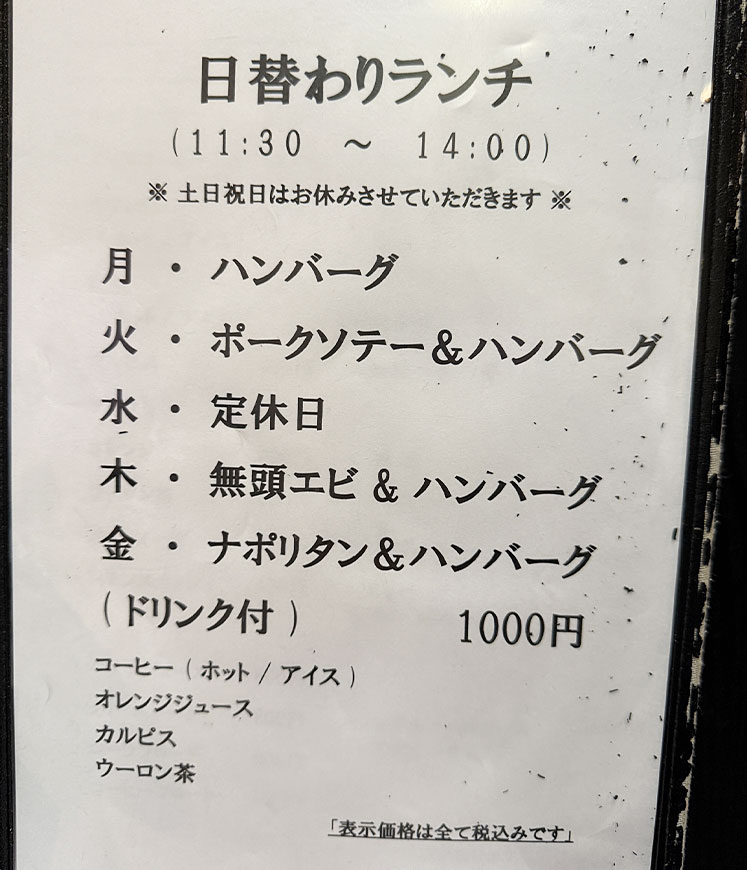 日替わりランチ
(11:30 ～ 14:00)
※ 土日祝日はお休みさせていただきます ※
月 ・ ハンバーグ
火 ・ ポークソテー＆ハンバーグ
水 ・ 定休日
木 ・ 無頭エビ & ハンバーグ
金 ・ ナポリタン＆ハンバーグ
(ドリンク付) 1000円
コーヒー ( ホット / アイス )
オレンジジュース
カルピス
ウーロン茶
「表示価格は全て税込みです」